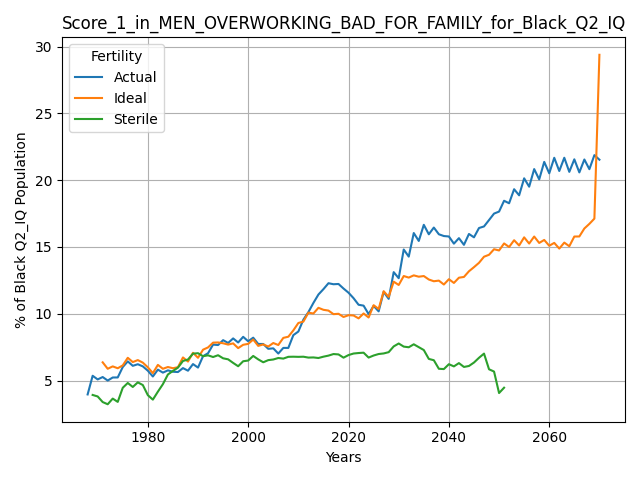 Score_1_in_MEN_OVERWORKING_BAD_FOR_FAMILY_for_Black_Q2_IQ
Fertility
Actual
Ideal
Sterile
% of Black Q2_IQ Population
30
25
20
15
10
5
1980
2000
2020
2040
2060
Years